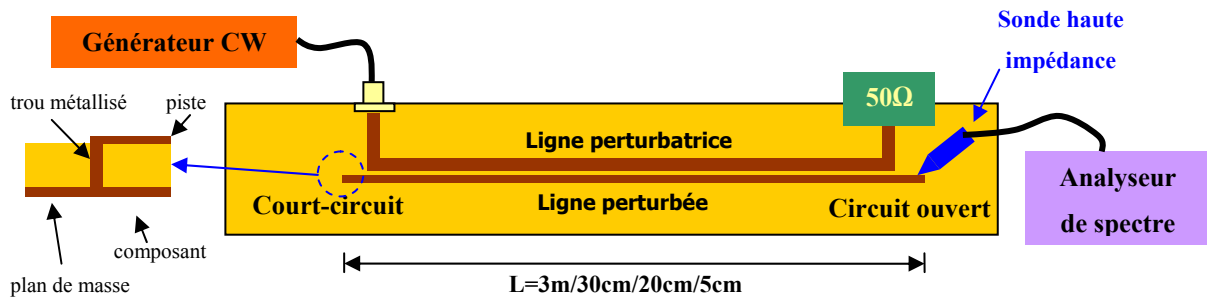 Générateur CW
Sonde haute
impédance
trou métallisé
piste
50Ω
Ligne perturbatrice
Court-circuit
Ligne perturbée
Circuit ouvert
Analyseur
de spectre
composant
plan de masse
L=3m/30cm/20cm/5cm